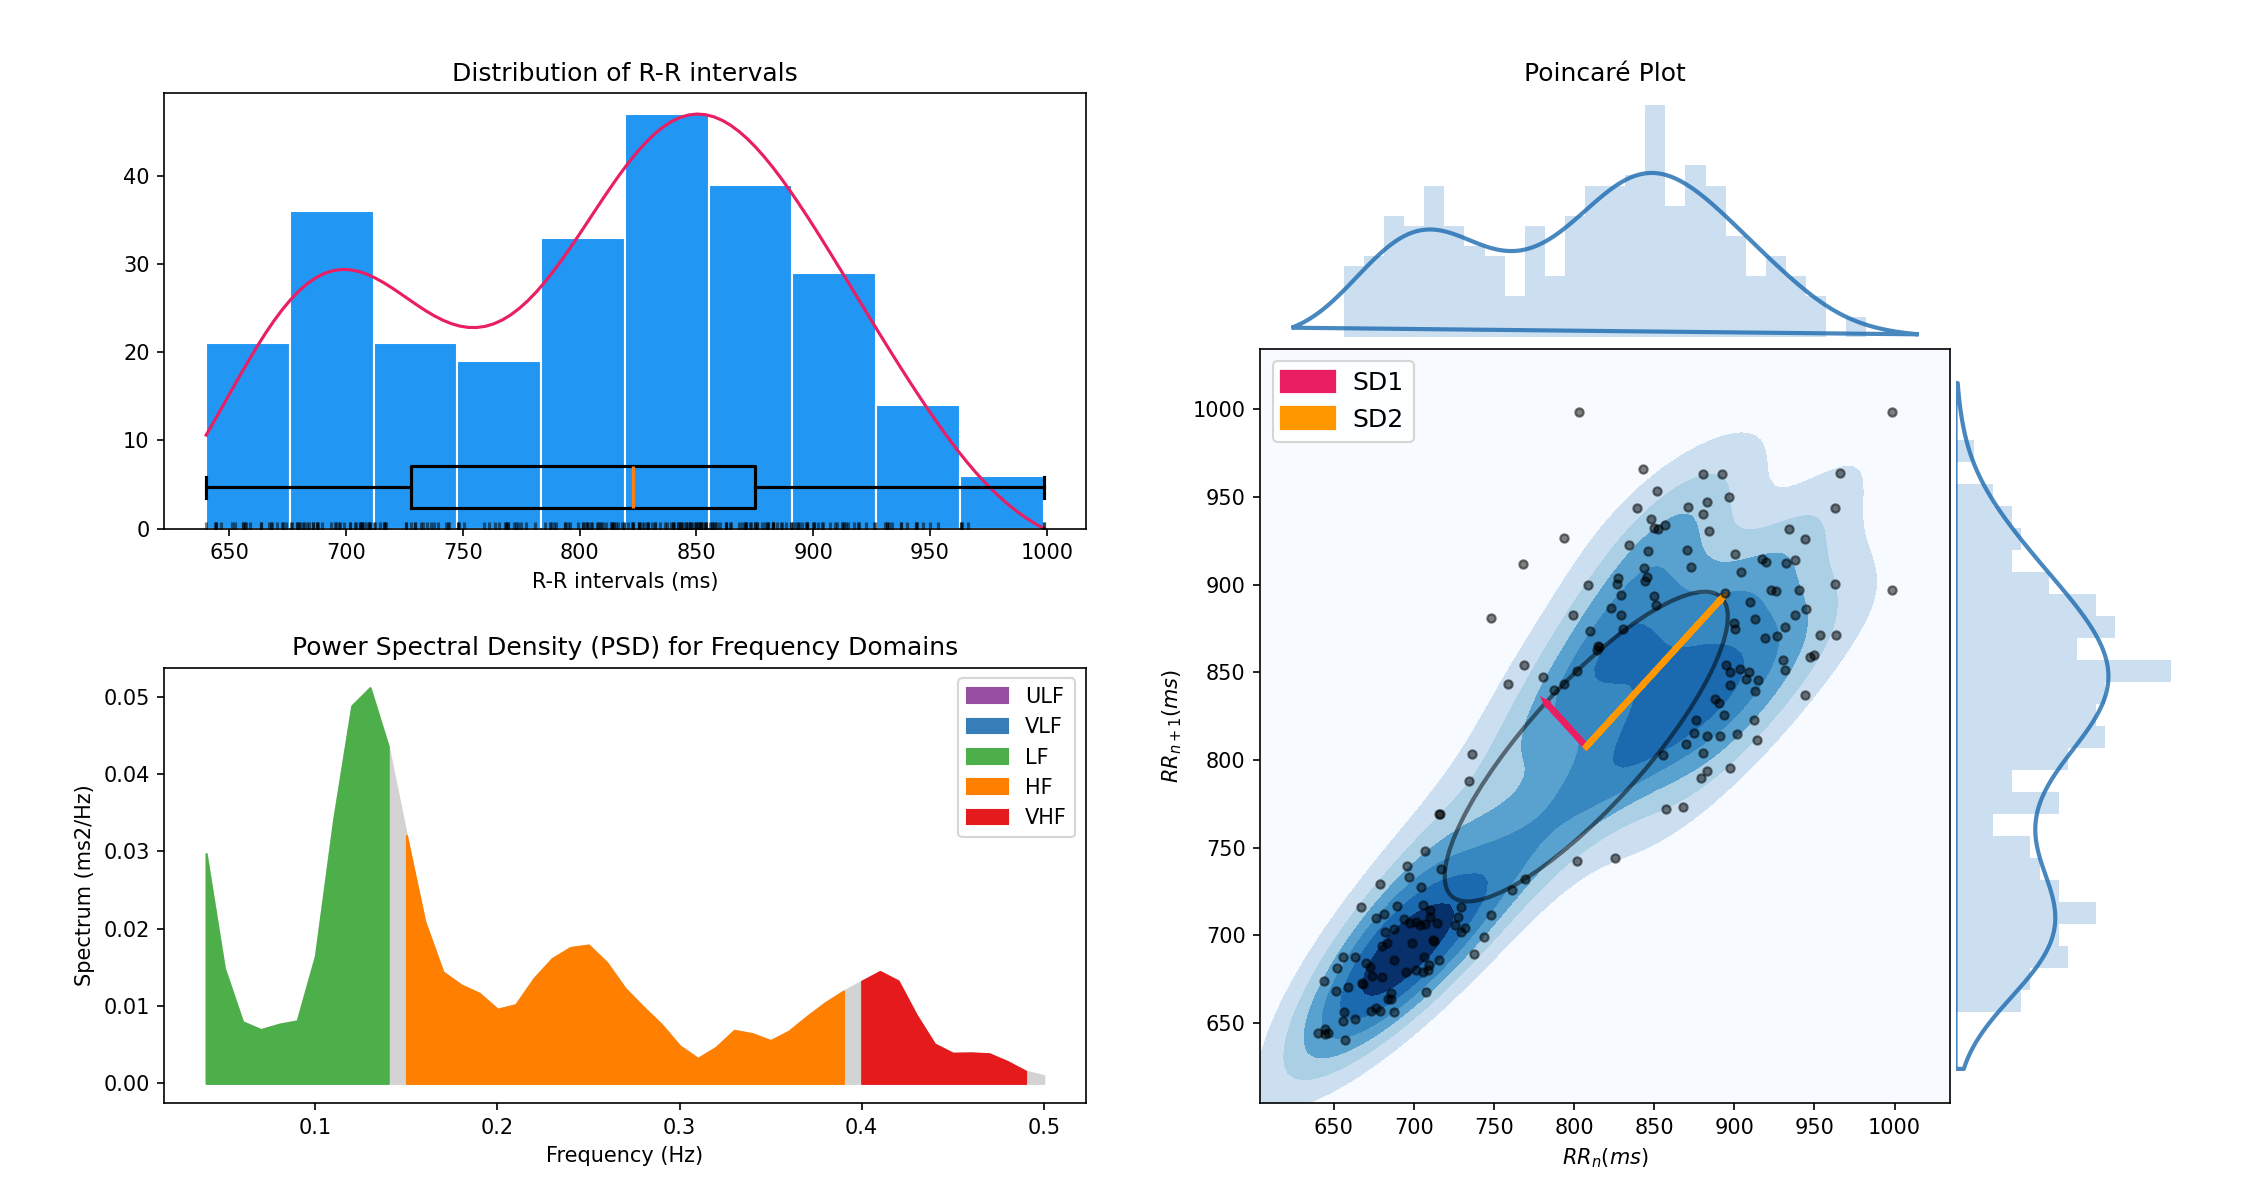 Distribution of R-R intervals
40
30
20
10
0
650 700 750 800 850 900 950 1000
R-R intervals (ms)
Power Spectral Density (PSD) for Frequency Domains
0.05
0.04
0.03
0.02
0.01
0.00
Spectrum (ms2/Hz)
ULF
VLF
LF
HF
VHF
0.1 0.2 0.3 0.4 0.5
Frequency (Hz)
Poincaré Plot
SD1
SD2
1000
950
900
850
800
750
700
650
RRn+1(ms)
650 700 750 800 850 900 950 1000
RRn(ms)